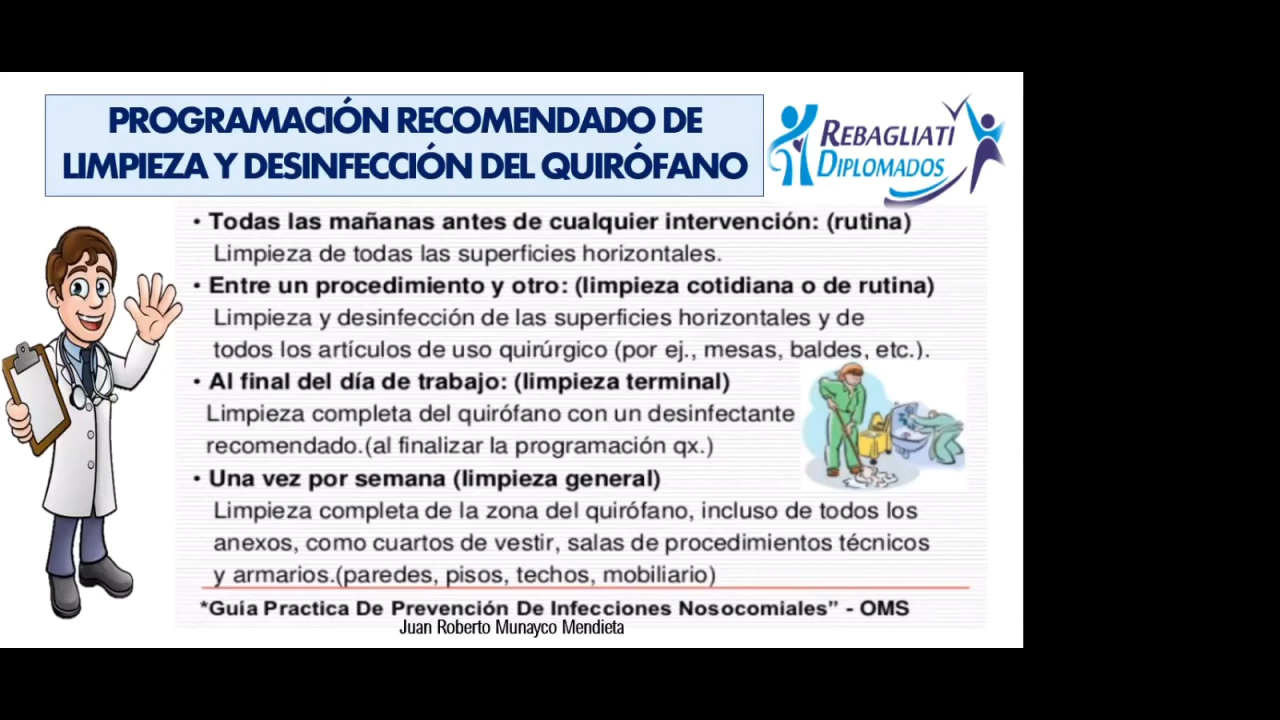 PROGRAMACIÓN RECOMENDADO DE
LIMPIEZA Y DESINFECCIÓN DEL QUIRÓFANO
REBAGLIATI
DIPLOMADOS
• Todas las mañanas antes de cualquier intervención: (rutina)
Limpieza de todas las superficies horizontales.
• Entre un procedimiento y otro: (limpieza cotidiana o de rutina)
Limpieza y desinfección de las superficies horizontales y de
todos los artículos de uso quirúrgico (por ej., mesas, baldes, etc.).
• Al final del día de trabajo: (limpieza terminal)
Limpieza completa del quirófano con un desinfectante
recomendado.(al finalizar la programación qx.)
• Una vez por semana (limpieza general)
Limpieza completa de la zona del quirófano, incluso de todos los
anexos, como cuartos de vestir, salas de procedimientos técnicos
y armarios.(paredes, pisos, techos, mobiliario)
*Guía Practica De Prevención De Infecciones Nosocomiales” - OMS
Juan Roberto Munayco Mendieta